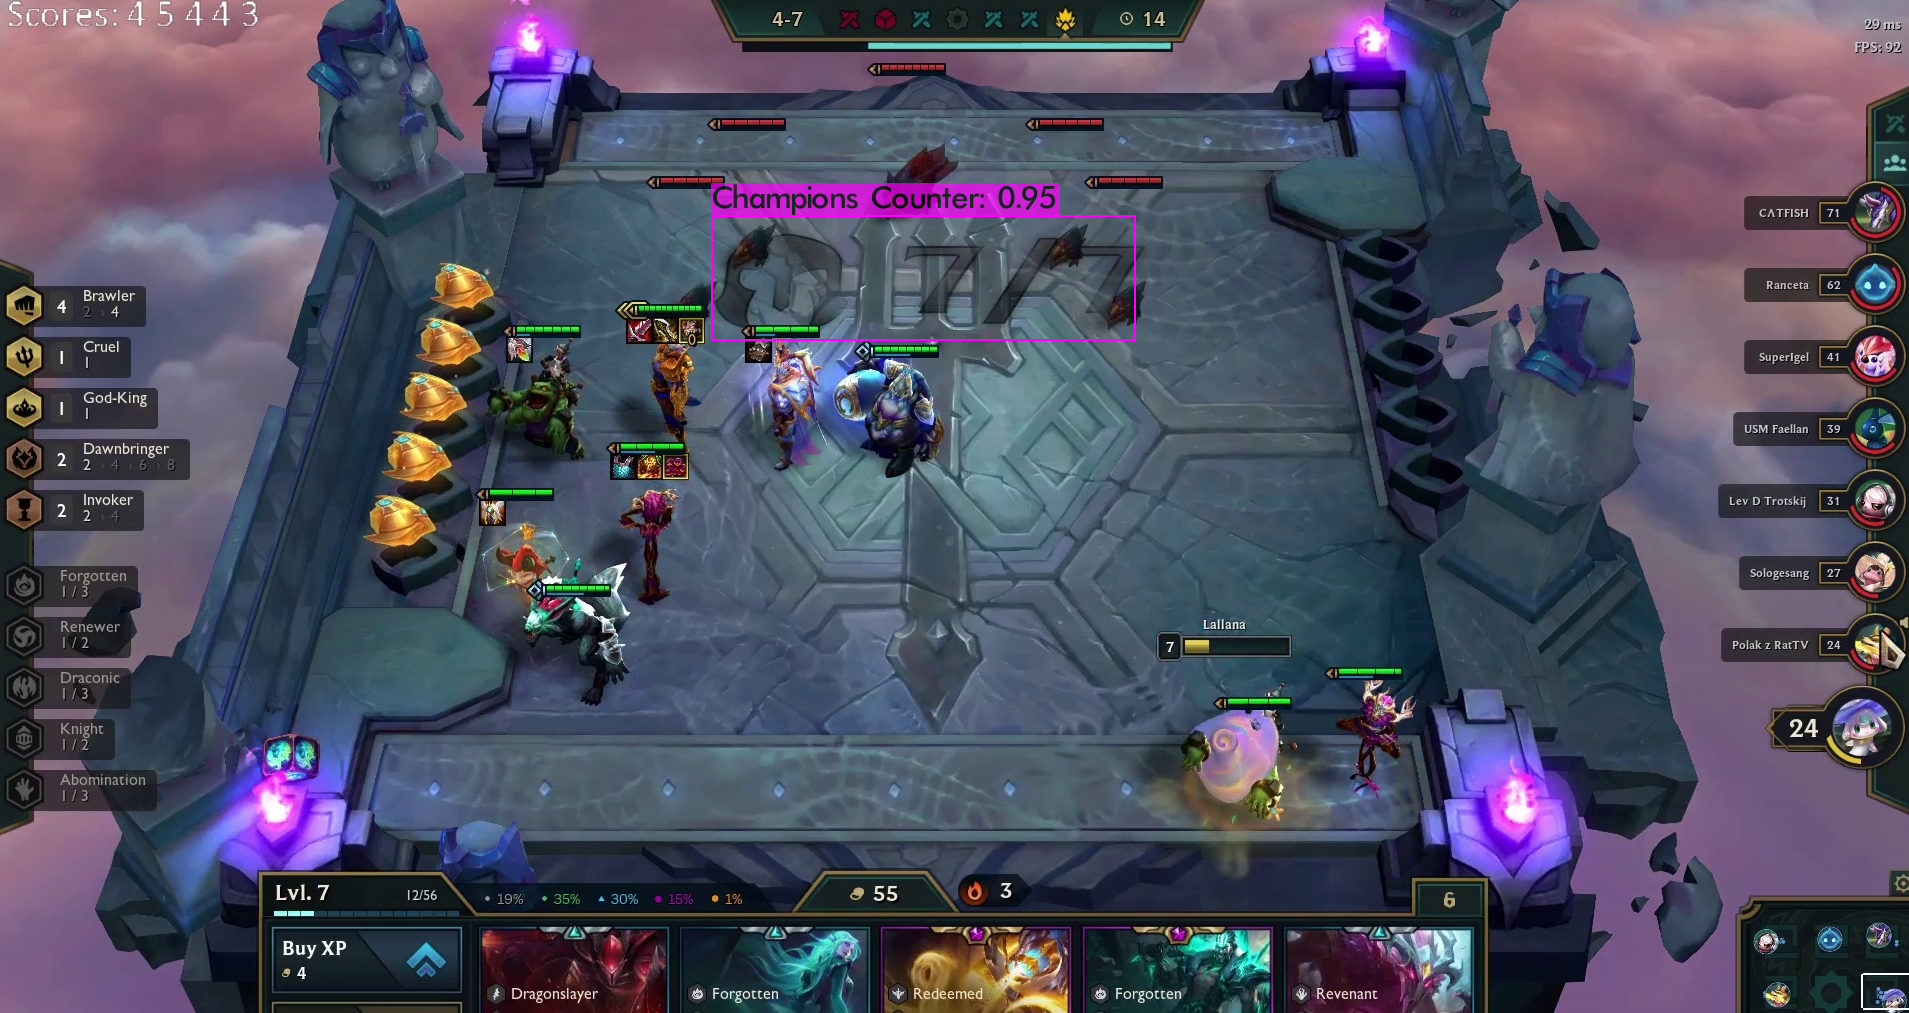 Scores: 4 5 4 4 3
4-7
14
29 ms
FPS: 92
Champions Counter: 0.95
7/7
4
Brawler
2 › 4
1
Cruel
1
1
God-King
1
2
Dawnbringer
2 › 4 › 6 › 8
2
Invoker
2 › 4
Forgotten
1 / 3
Renewer
1 / 2
Draconic
1 / 3
Knight
1 / 2
Abomination
1 / 3
0
CATFISH 71
Ranceta 62
SuperIgel 41
USM Faellan 39
Lev D Trotskij 31
Sologesang 27
Polak z RatTV 24
24
Lallana
7
Lvl. 7
12/56
19% 35% 30% 15% 1%
55
3
Buy XP
4
Dragonslayer
Forgotten
Redeemed
Forgotten
Revenant